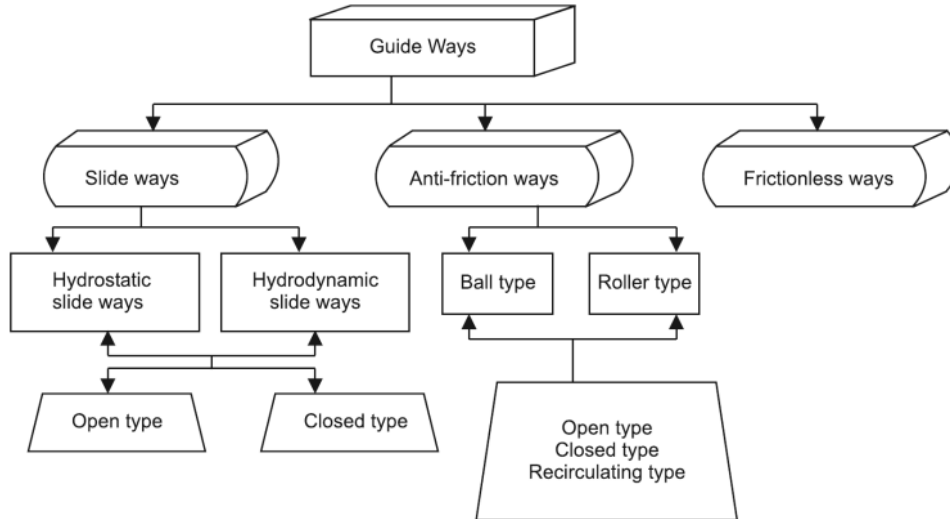 Guide Ways
Slide ways
Anti-friction ways
Frictionless ways
Hydrostatic
slide ways
Hydrodynamic
slide ways
Ball type
Roller type
Open type
Closed type
Open type
Closed type
Recirculating type